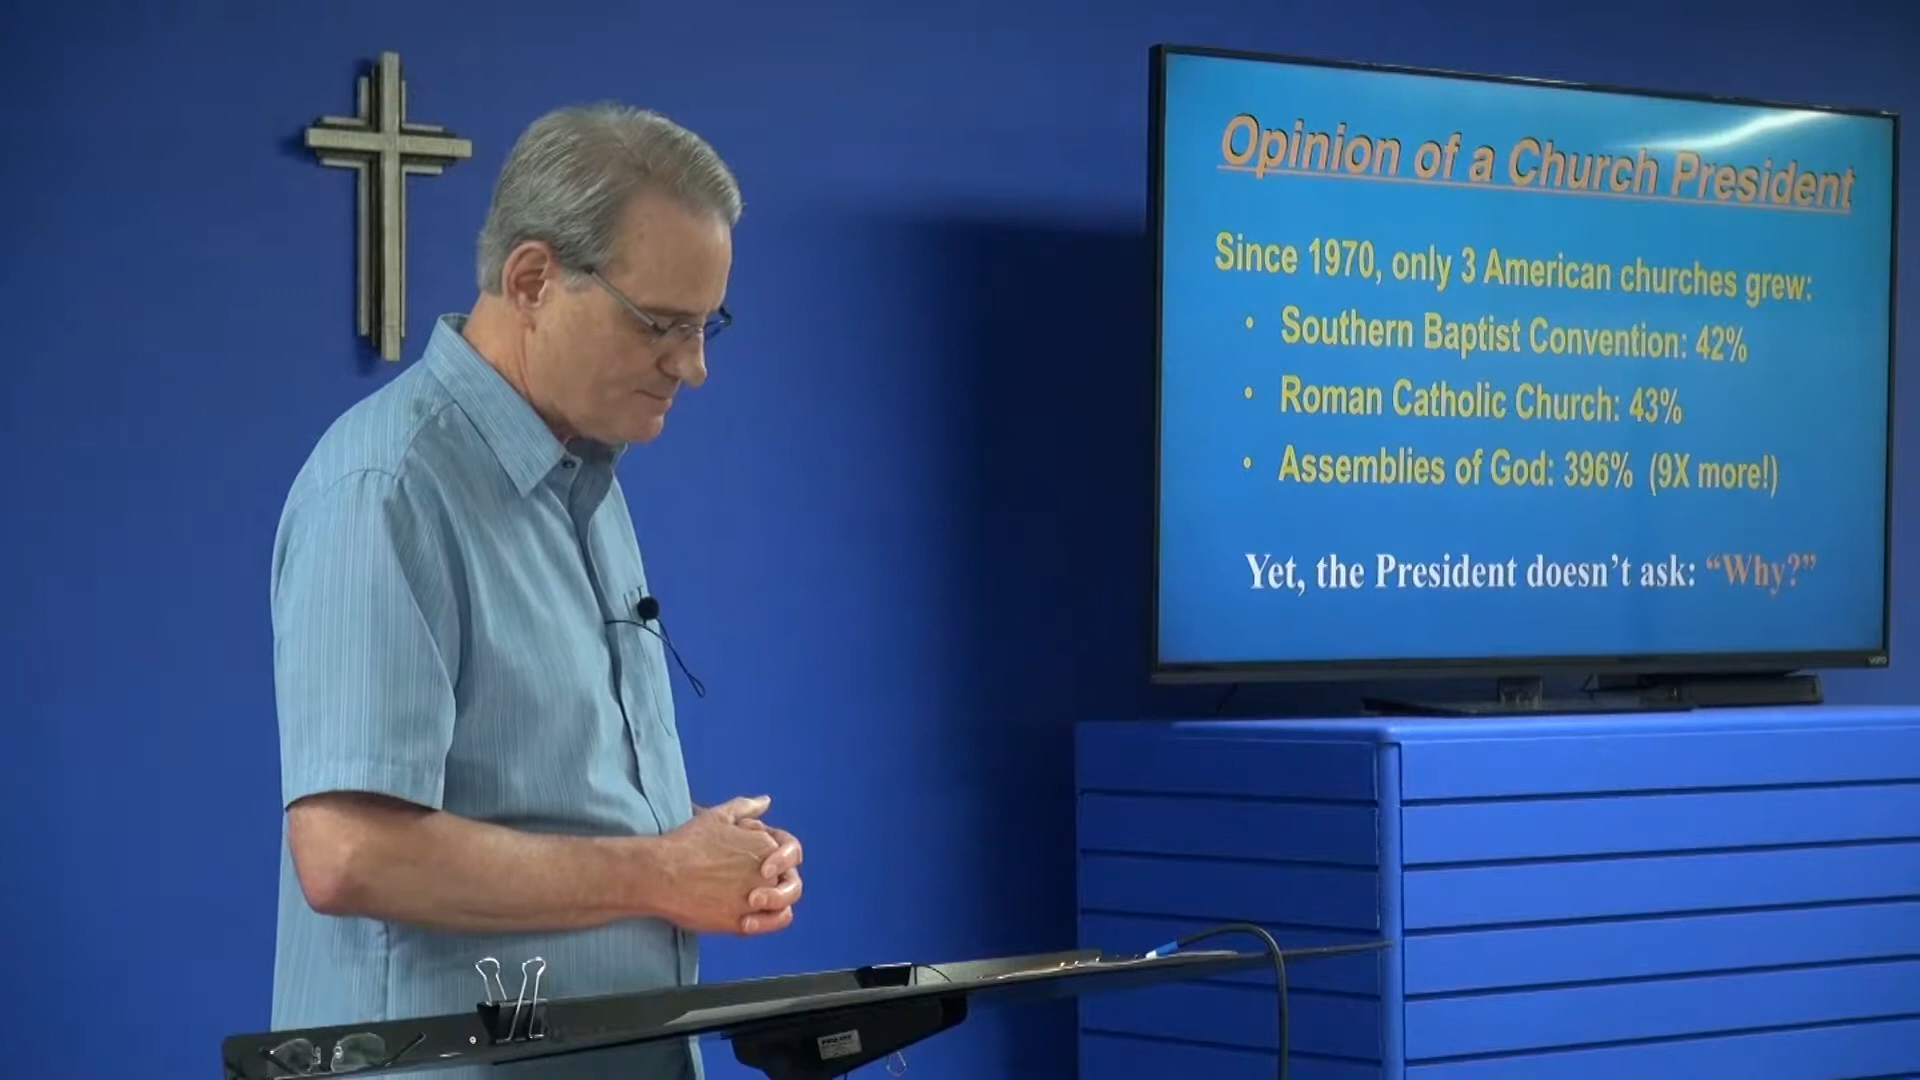 Opinion of a Church President
Since 1970, only 3 American churches grew:
• Southern Baptist Convention: 42%
• Roman Catholic Church: 43%
• Assemblies of God: 396% (9X more!)
Yet, the President doesn't ask: “Why?”
VIZIO